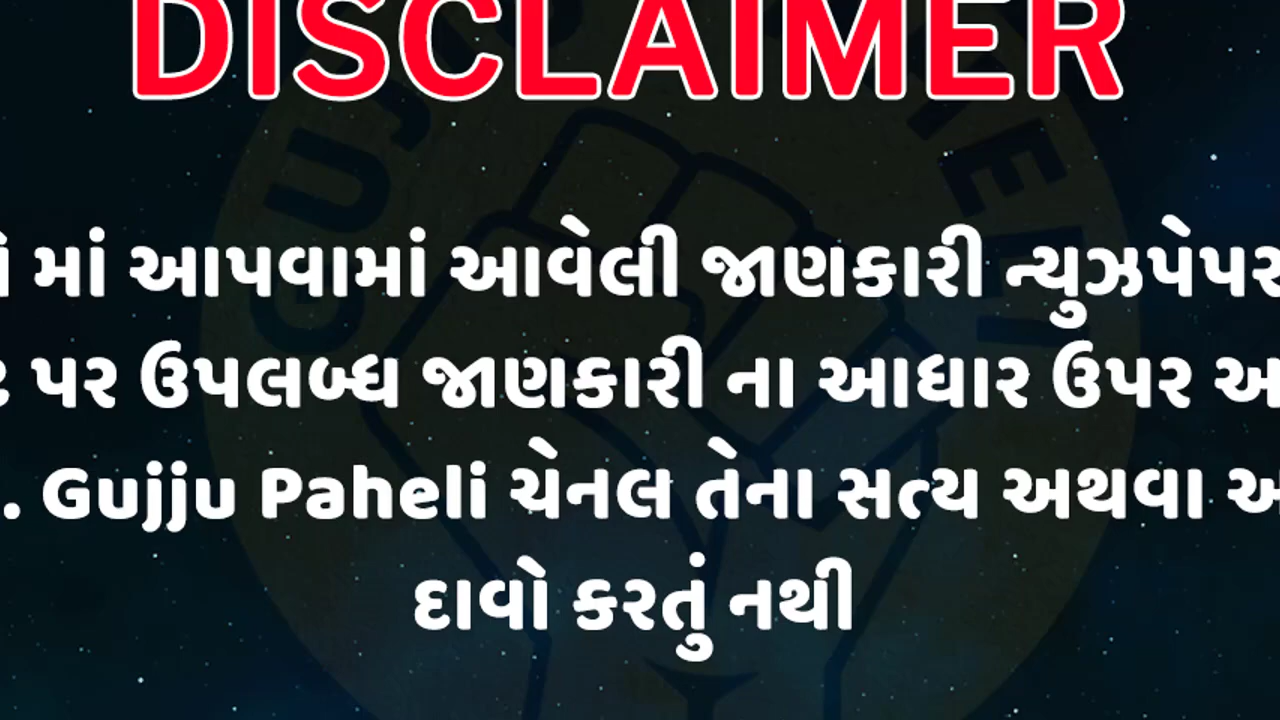 DISCLAIMER
માં આપવામાં આવેલી જાણકારી ન્યુઝપેપર
પર ઉપલબ્ધ જાણકારી ના આધાર ઉપર
. Gujju Paheli ચેનલ તેના સત્ય અથવા
દાવો કરતું નથી